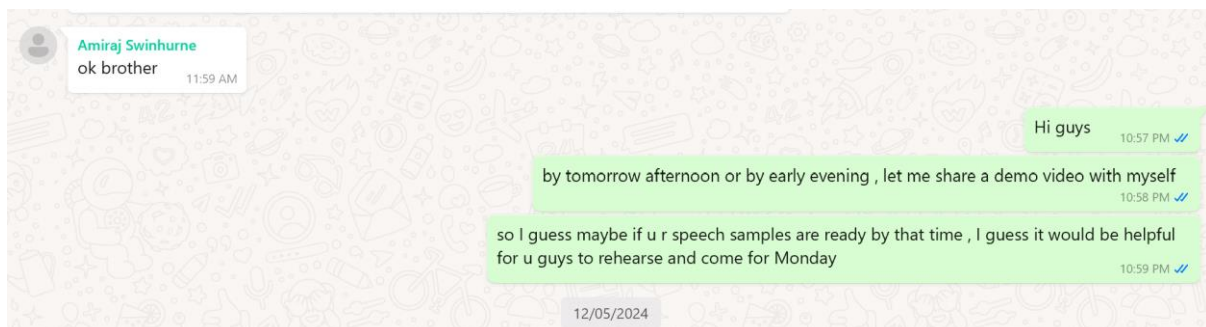 Amiraj Swinhurne
ok brother
11:59 AM
Hi guys
10:57 PM
by tomorrow afternoon or by early evening , let me share a demo video with myself
10:58 PM
so I guess maybe if u r speech samples are ready by that time , I guess it would be helpful
for u guys to rehearse and come for Monday
10:59 PM
12/05/2024